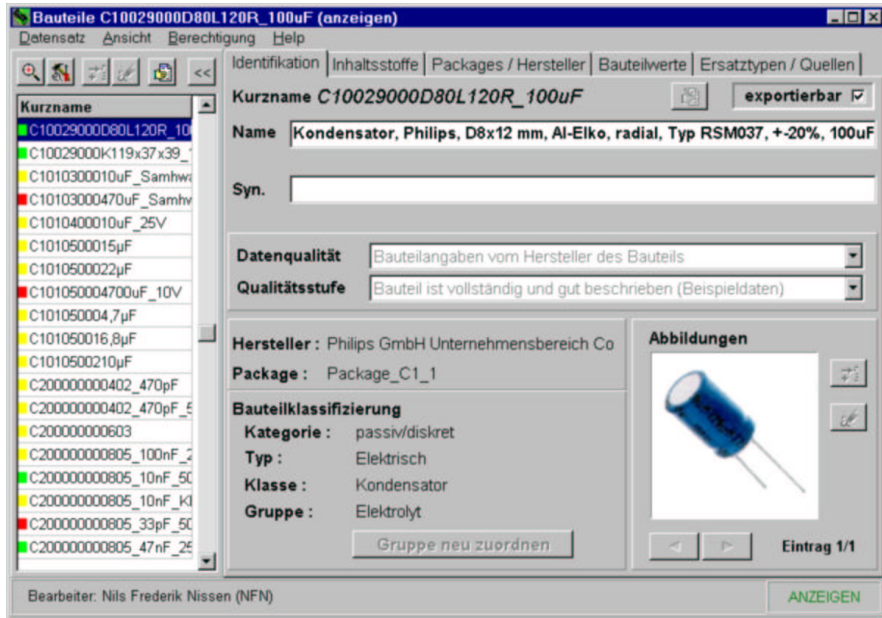 Bauteile C10029000D80L120R_100uF (anzeigen)
Datensatz Ansicht Berechtigung Help
<<
Identifikation Inhaltsstoffe Packages / Hersteller Bauteilwerte Ersatztypen / Quellen
Kurzname
C10029000D80L120R_10
C10029000K119x37x39_
C1010300010uF_Samhw
C10103000470uF_Samhw
C1010400010uF_25V
C1010500015µF
C1010500022µF
C101050004700uF_10V
C101050004,7µF
C101050016,8µF
C1010500210µF
C200000000402_470pF
C200000000402_470pF_5
C200000000603
C200000000805_100nF_2
C200000000805_10nF_50
C200000000805_10nF_Kl
C200000000805_33pF_50
C200000000805_47nF_25
Kurzname C10029000D80L120R_100uF
exportierbar
Name Kondensator, Philips, D8x12 mm, Al-Elko, radial, Typ RSM037, +-20%, 100uF
Syn.
Datenqualität Bauteilangaben vom Hersteller des Bauteils
Qualitätsstufe Bauteil ist vollständig und gut beschrieben (Beispieldaten)
Hersteller : Philips GmbH Unternehmensbereich Co
Package : Package_C1_1
Bauteilklassifizierung
Kategorie : passiv/diskret
Typ : Elektrisch
Klasse : Kondensator
Gruppe : Elektrolyt
Gruppe neu zuordnen
Abbildungen
Eintrag 1/1
Bearbeiter: Nils Frederik Nissen (NFN)
ANZEIGEN